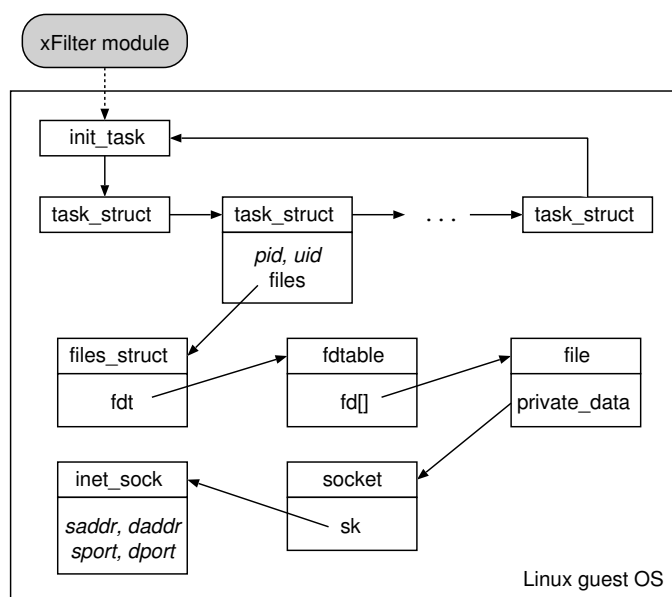 xFilter module
init_task
task_struct
task_struct
. . .
task_struct
pid, uid
files
files_struct
fdtable
file
fdt
fd[]
private_data
inet_sock
socket
saddr, daddr
sport, dport
sk
Linux guest OS